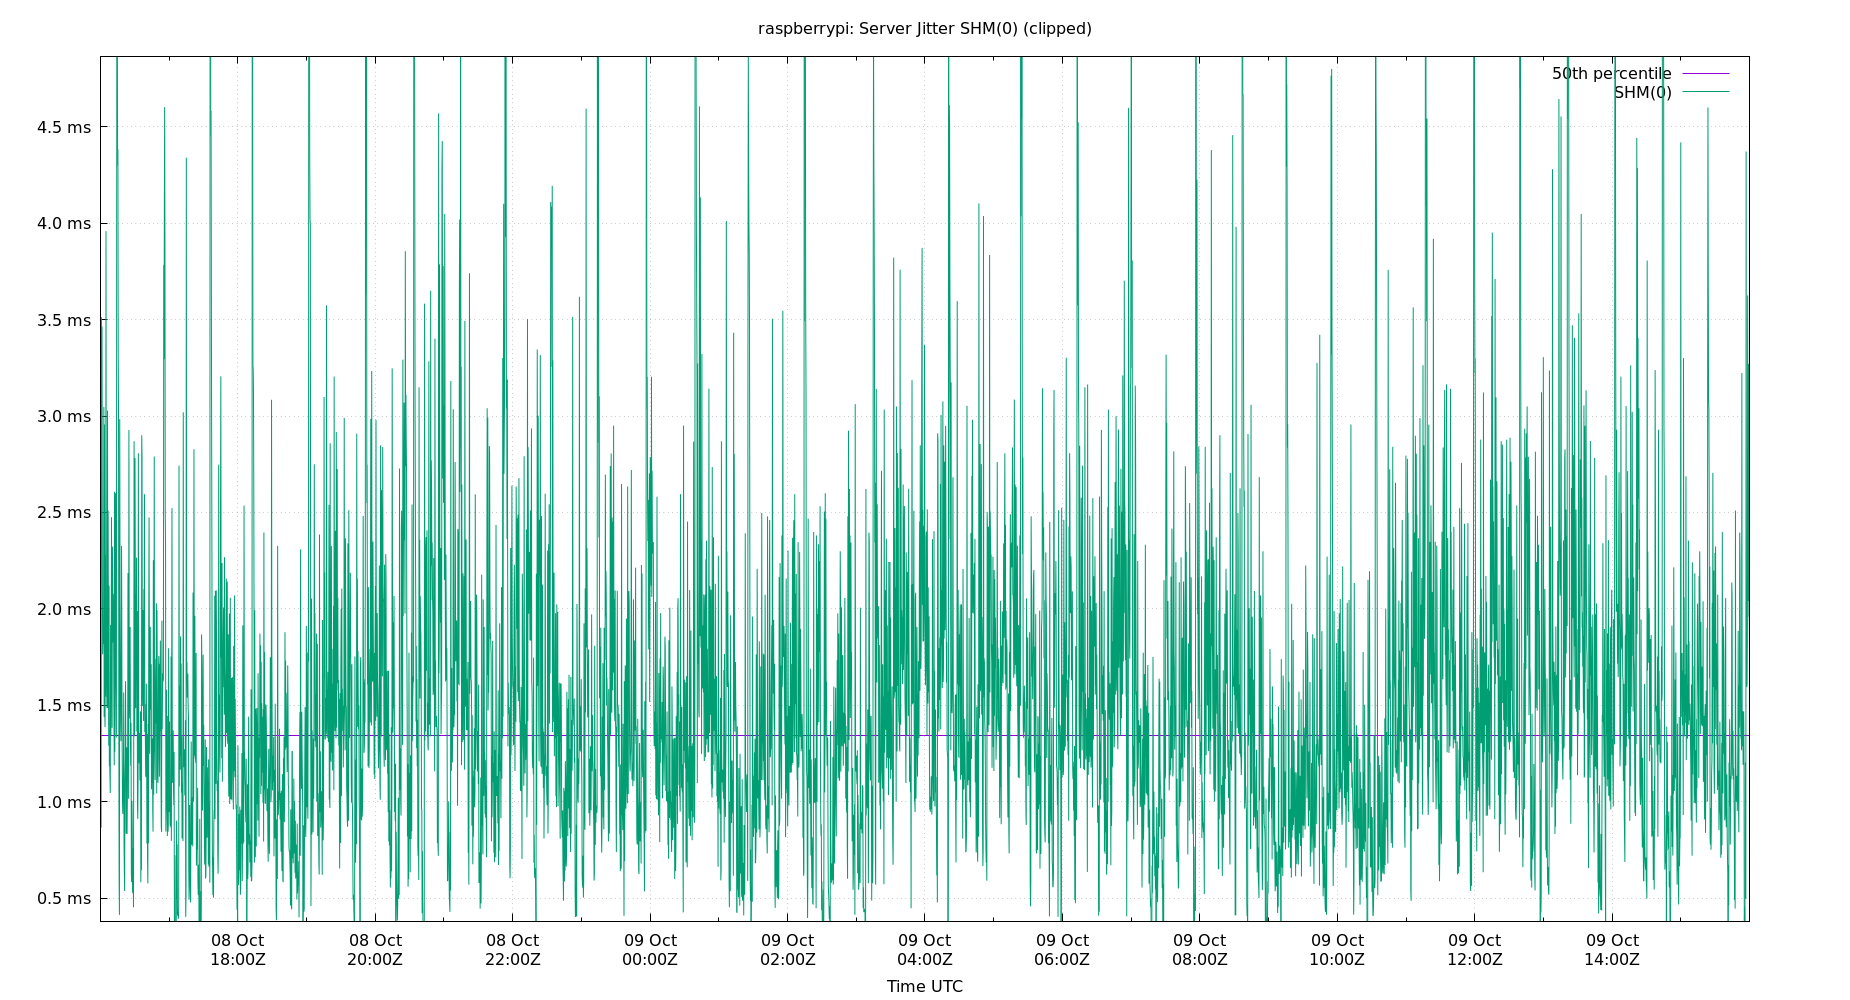 raspberrypi: Server Jitter SHM(0) (clipped)
50th percentile
SHM(0)
4.5 ms
4.0 ms
3.5 ms
3.0 ms
2.5 ms
2.0 ms
1.5 ms
1.0 ms
0.5 ms
08 Oct 08 Oct 08 Oct 09 Oct 09 Oct 09 Oct 09 Oct 09 Oct 09 Oct 09 Oct 09 Oct
18:00Z 20:00Z 22:00Z 00:00Z 02:00Z 04:00Z 06:00Z 08:00Z 10:00Z 12:00Z 14:00Z
Time UTC